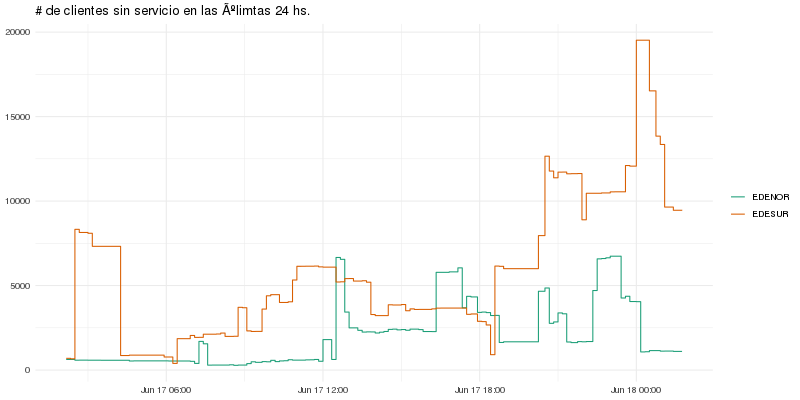 # de clientes sin servicio en las Ãºlimtas 24 hs.
20000
15000
10000
5000
0
Jun 17 06:00
Jun 17 12:00
Jun 17 18:00
Jun 18 00:00
EDENOR
EDESUR